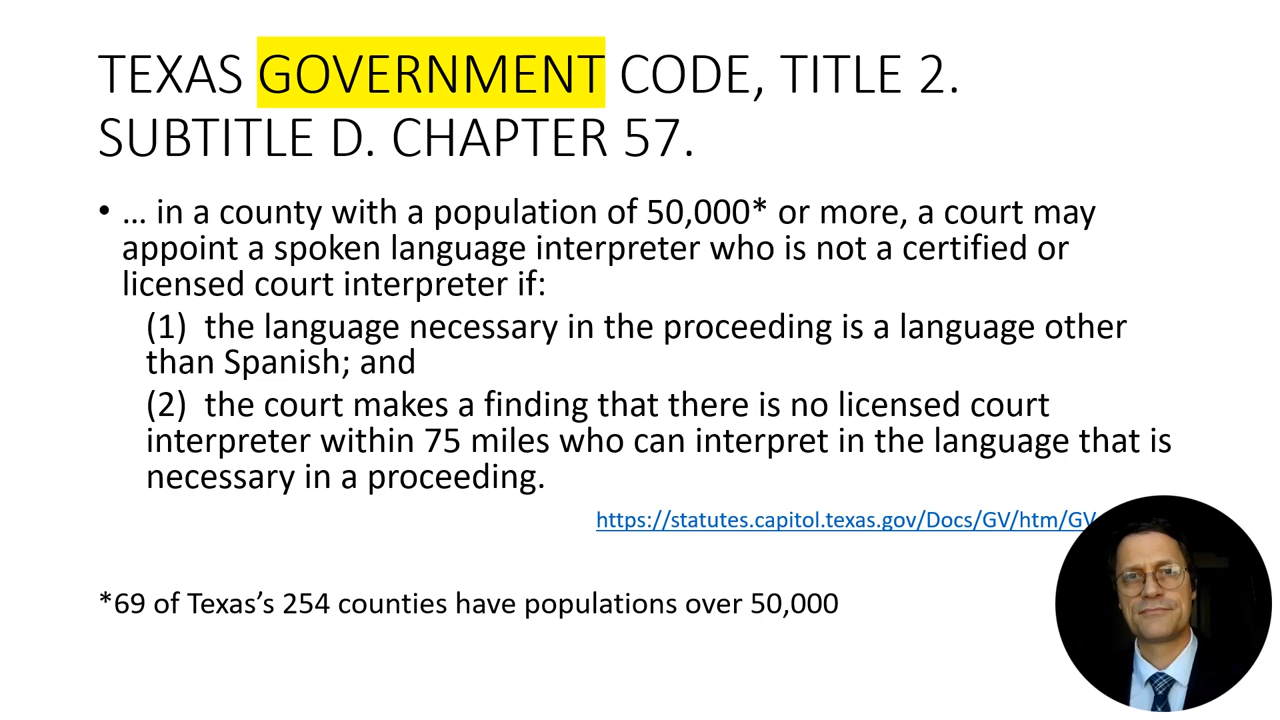 TEXAS GOVERNMENT CODE, TITLE 2.
SUBTITLE D. CHAPTER 57.
• … in a county with a population of 50,000* or more, a court may
appoint a spoken language interpreter who is not a certified or
licensed court interpreter if:
(1) the language necessary in the proceeding is a language other
than Spanish; and
(2) the court makes a finding that there is no licensed court
interpreter within 75 miles who can interpret in the language that is
necessary in a proceeding.
https://statutes.capitol.texas.gov/Docs/GV/htm/GV
*69 of Texas’s 254 counties have populations over 50,000